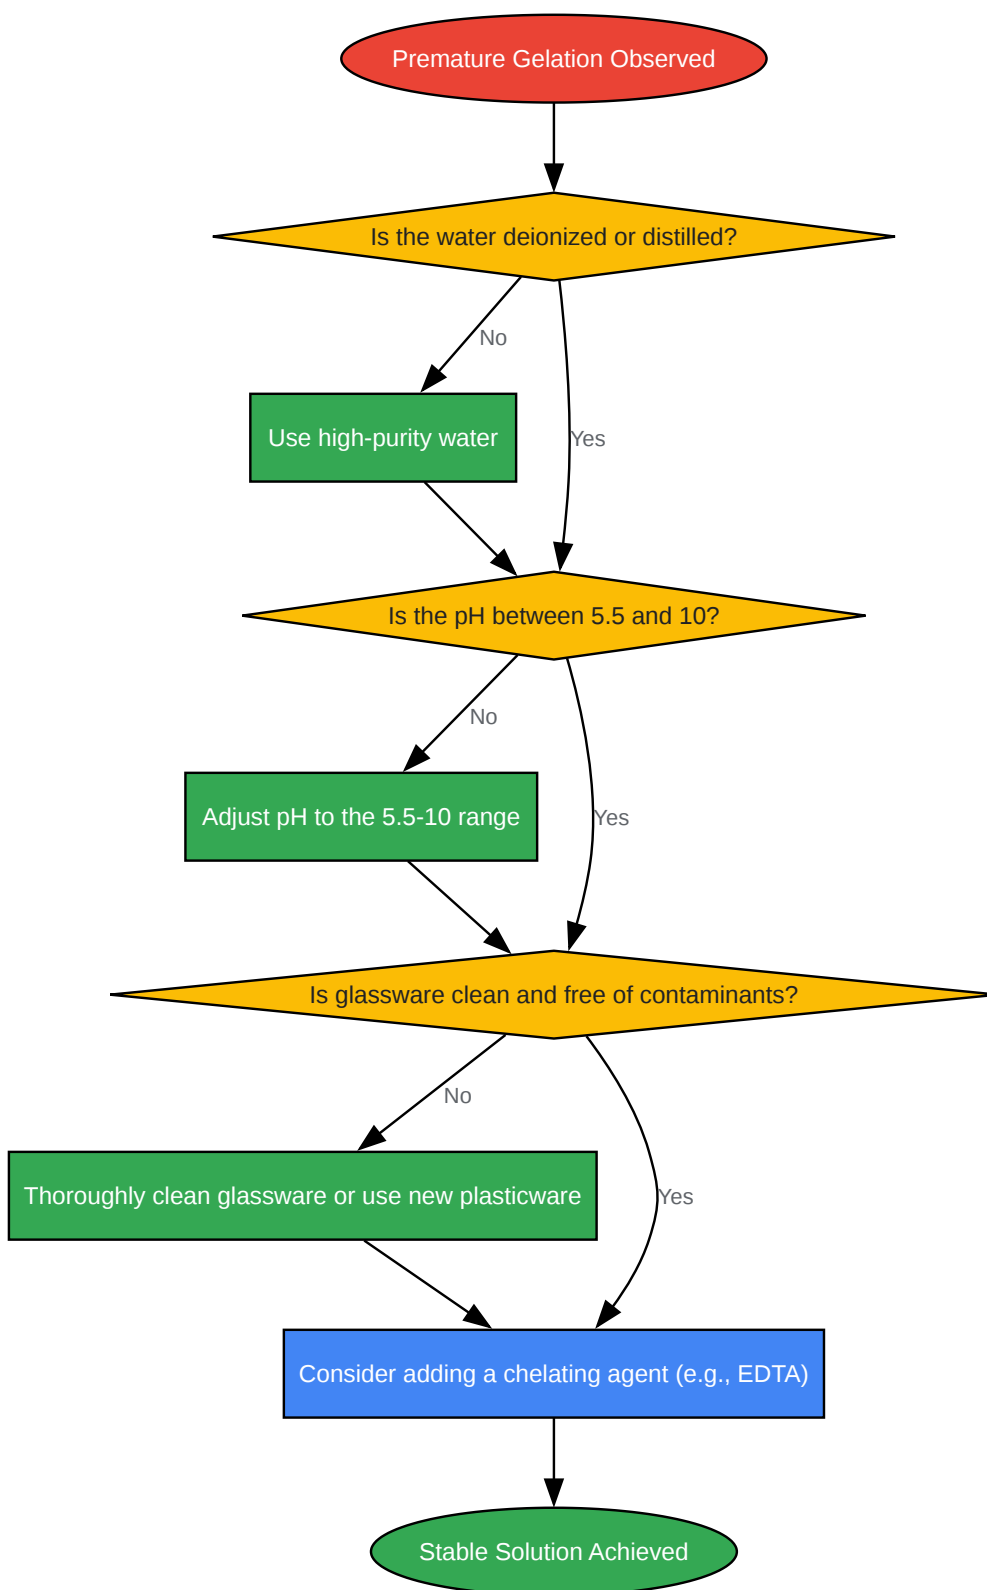 Premature Gelation Observed
Is the water deionized or distilled?
No
Use high-purity water
Yes
Is the pH between 5.5 and 10?
No
Adjust pH to the 5.5-10 range
Yes
Is glassware clean and free of contaminants?
No
Thoroughly clean glassware or use new plasticware
Yes
Consider adding a chelating agent (e.g., EDTA)
Stable Solution Achieved